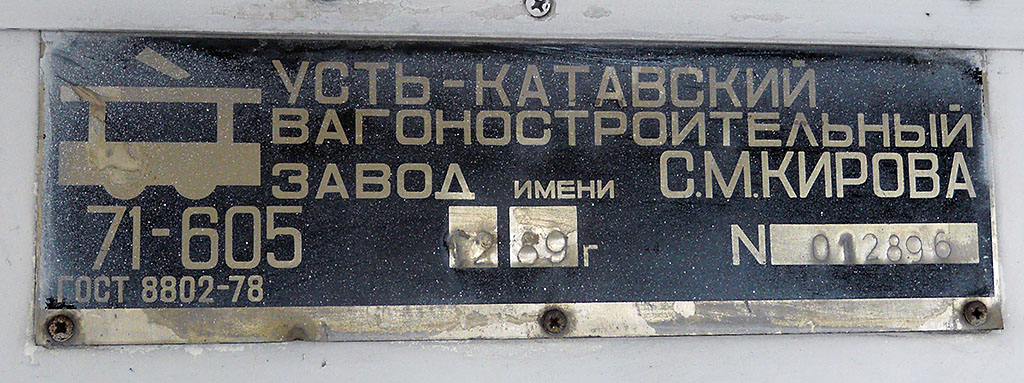 УСТЬ-КАТАВСКИЙ
ВАГОНОСТРОИТЕЛЬНЫЙ
ЗАВОД ИМЕНИ С.М.КИРОВА
71-605 12 89 г N 012896
ГОСТ 8802-78